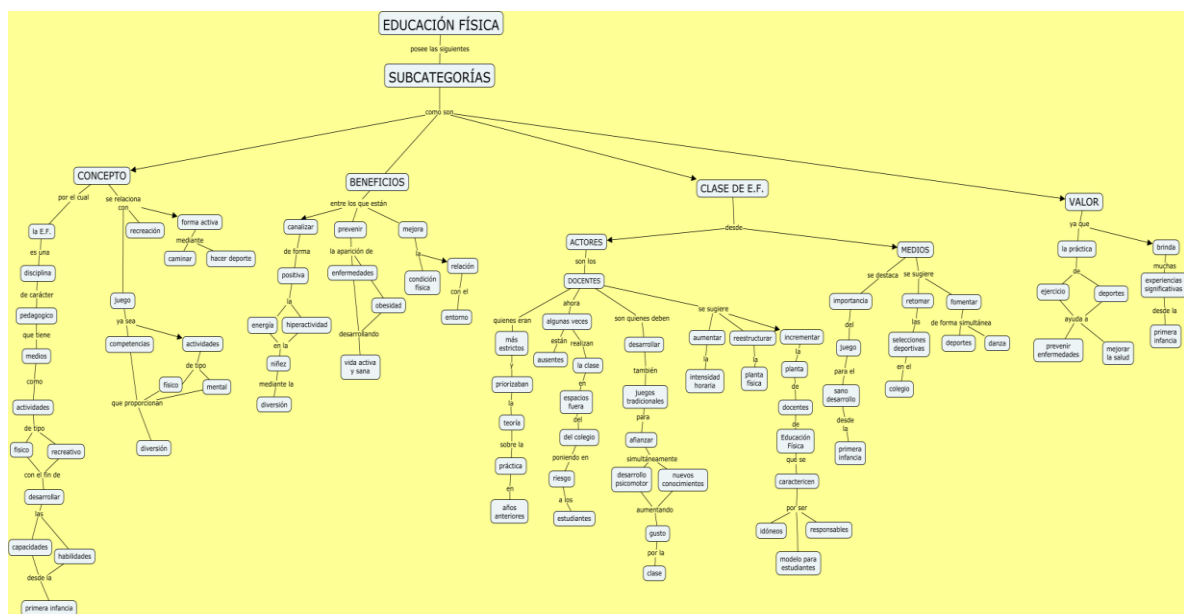 EDUCACIÓN FÍSICA
posee las siguientes
SUBCATEGORÍAS
como son
CONCEPTO
por el cual
la E.F.
es una
disciplina
de carácter
pedagogico
que tiene
medios
como
actividades
de tipo
físico
recreativo
con el fin de
desarrollar
las
capacidades
habilidades
desde la
primera infancia
se relaciona
con
recreación
juego
ya sea
competencias
actividades
de tipo
físico
mental
que proporcionan
diversión
forma activa
mediante
caminar
hacer deporte
BENEFICIOS
entre los que están
canalizar
de forma
positiva
la
energía
hiperactividad
en la
niñez
mediante la
diversión
prevenir
la aparición de
enfermedades
obesidad
desarrollando
vida activa
y sana
mejora
la
condición
física
relación
con el
entorno
CLASE DE E.F.
desde
ACTORES
son los
DOCENTES
quienes eran
más
estrictos
y
priorizaban
la
teoría
sobre la
práctica
en
años
anteriores
ahora
algunas veces
están
ausentes
realizan
la clase
en
espacios
fuera
del
del colegio
poniendo en
riesgo
a los
estudiantes
son quienes deben
desarrollar
también
juegos
tradicionales
para
afianzar
simultáneamente
desarrollo
psicomotor
nuevos
conocimientos
aumentando
gusto
por la
clase
se sugiere
aumentar
la
intensidad
horaria
reestructurar
la
planta
física
incrementar
la
planta
de
docentes
de
Educación
Física
que se
caractericen
por ser
idóneos
responsables
modelo para
estudiantes
MEDIOS
se destaca
importancia
del
juego
para el
sano
desarrollo
desde
la
primera
infancia
se sugiere
retomar
las
selecciones
deportivas
en el
colegio
fomentar
de forma simultánea
deportes
danza
VALOR
ya que
la práctica
de
ejercicio
deportes
ayuda a
prevenir
enfermedades
mejorar
la salud
brinda
muchas
experiencias
significativas
desde la
primera
infancia